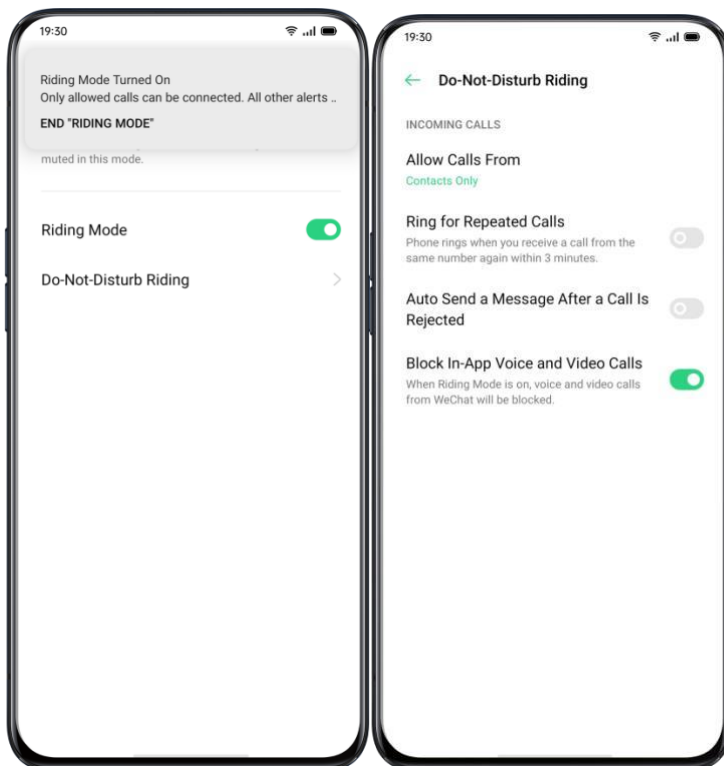 19:30
Riding Mode Turned On
Only allowed calls can be connected. All other alerts ..
END "RIDING MODE"
muted in this mode.
Riding Mode
Do-Not-Disturb Riding
19:30
Do-Not-Disturb Riding
INCOMING CALLS
Allow Calls From
Contacts Only
Ring for Repeated Calls
Phone rings when you receive a call from the
same number again within 3 minutes.
Auto Send a Message After a Call Is
Rejected
Block In-App Voice and Video Calls
When Riding Mode is on, voice and video calls
from WeChat will be blocked.